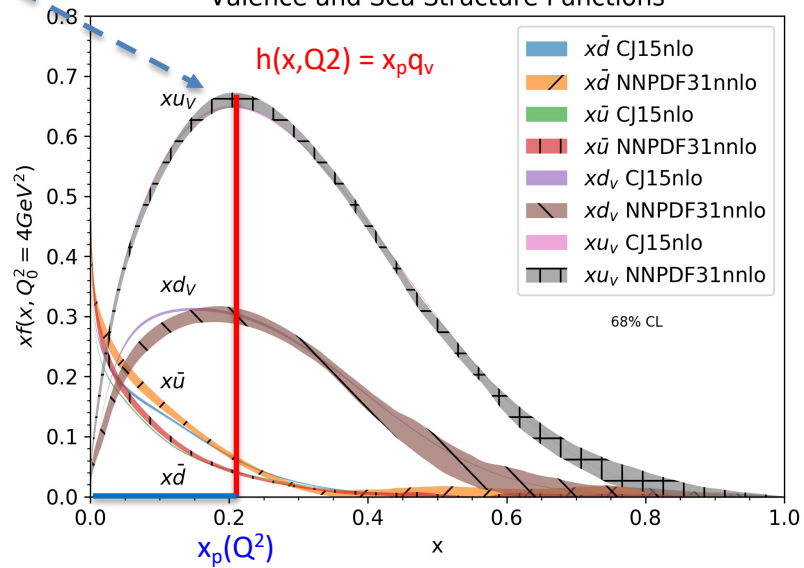 Valence and Sea Structure Functions
h(x,Q2) = xₚqᵥ
xd̄ CJ15nlo
xd̄ NNPDF31nnlo
xū CJ15nlo
xū NNPDF31nnlo
xdᵥ CJ15nlo
xdᵥ NNPDF31nnlo
xuᵥ CJ15nlo
xuᵥ NNPDF31nnlo
68% CL
xu_V
xd_V
xū
xd̄
xf(x, Q₀² = 4GeV²)
0.8
0.7
0.6
0.5
0.4
0.3
0.2
0.1
0.0
0.0 0.2 0.4 0.6 0.8 1.0
xₚ(Q²)
x